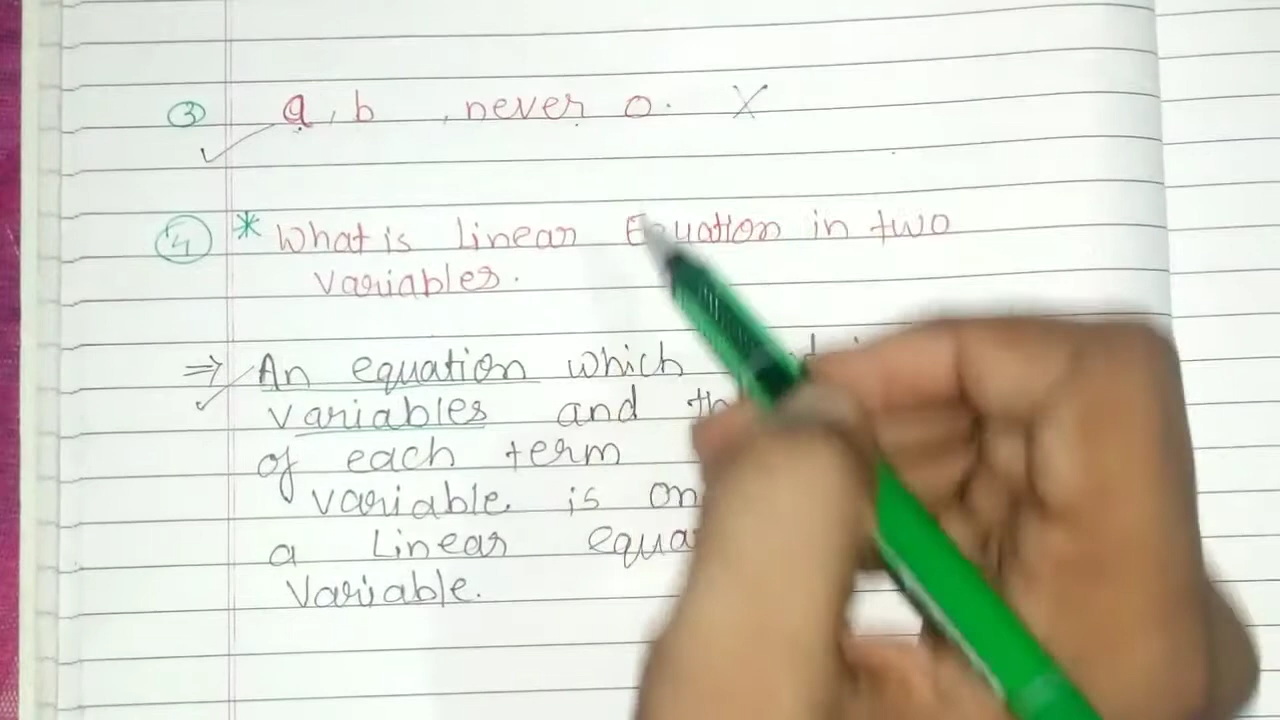 ③ a, b , never 0. X
④ * What is linear Equation in two
variables.
⇒ An equation which
variables and
of each term
variable is
a Linear
Variable.